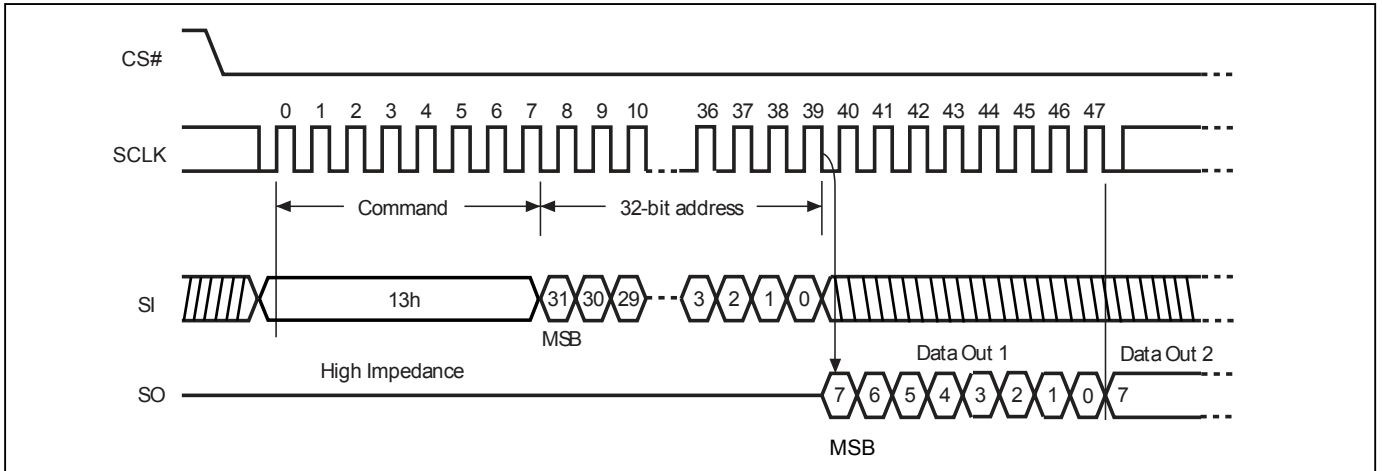 CS#
0 1 2 3 4 5 6 7 8 9 10 36 37 38 39 40 41 42 43 44 45 46 47
SCLK
Command 32-bit address
SI 13h 31 30 29 3 2 1 0
MSB
Data Out 1 Data Out 2
High Impedance
SO 7 6 5 4 3 2 1 0 7
MSB